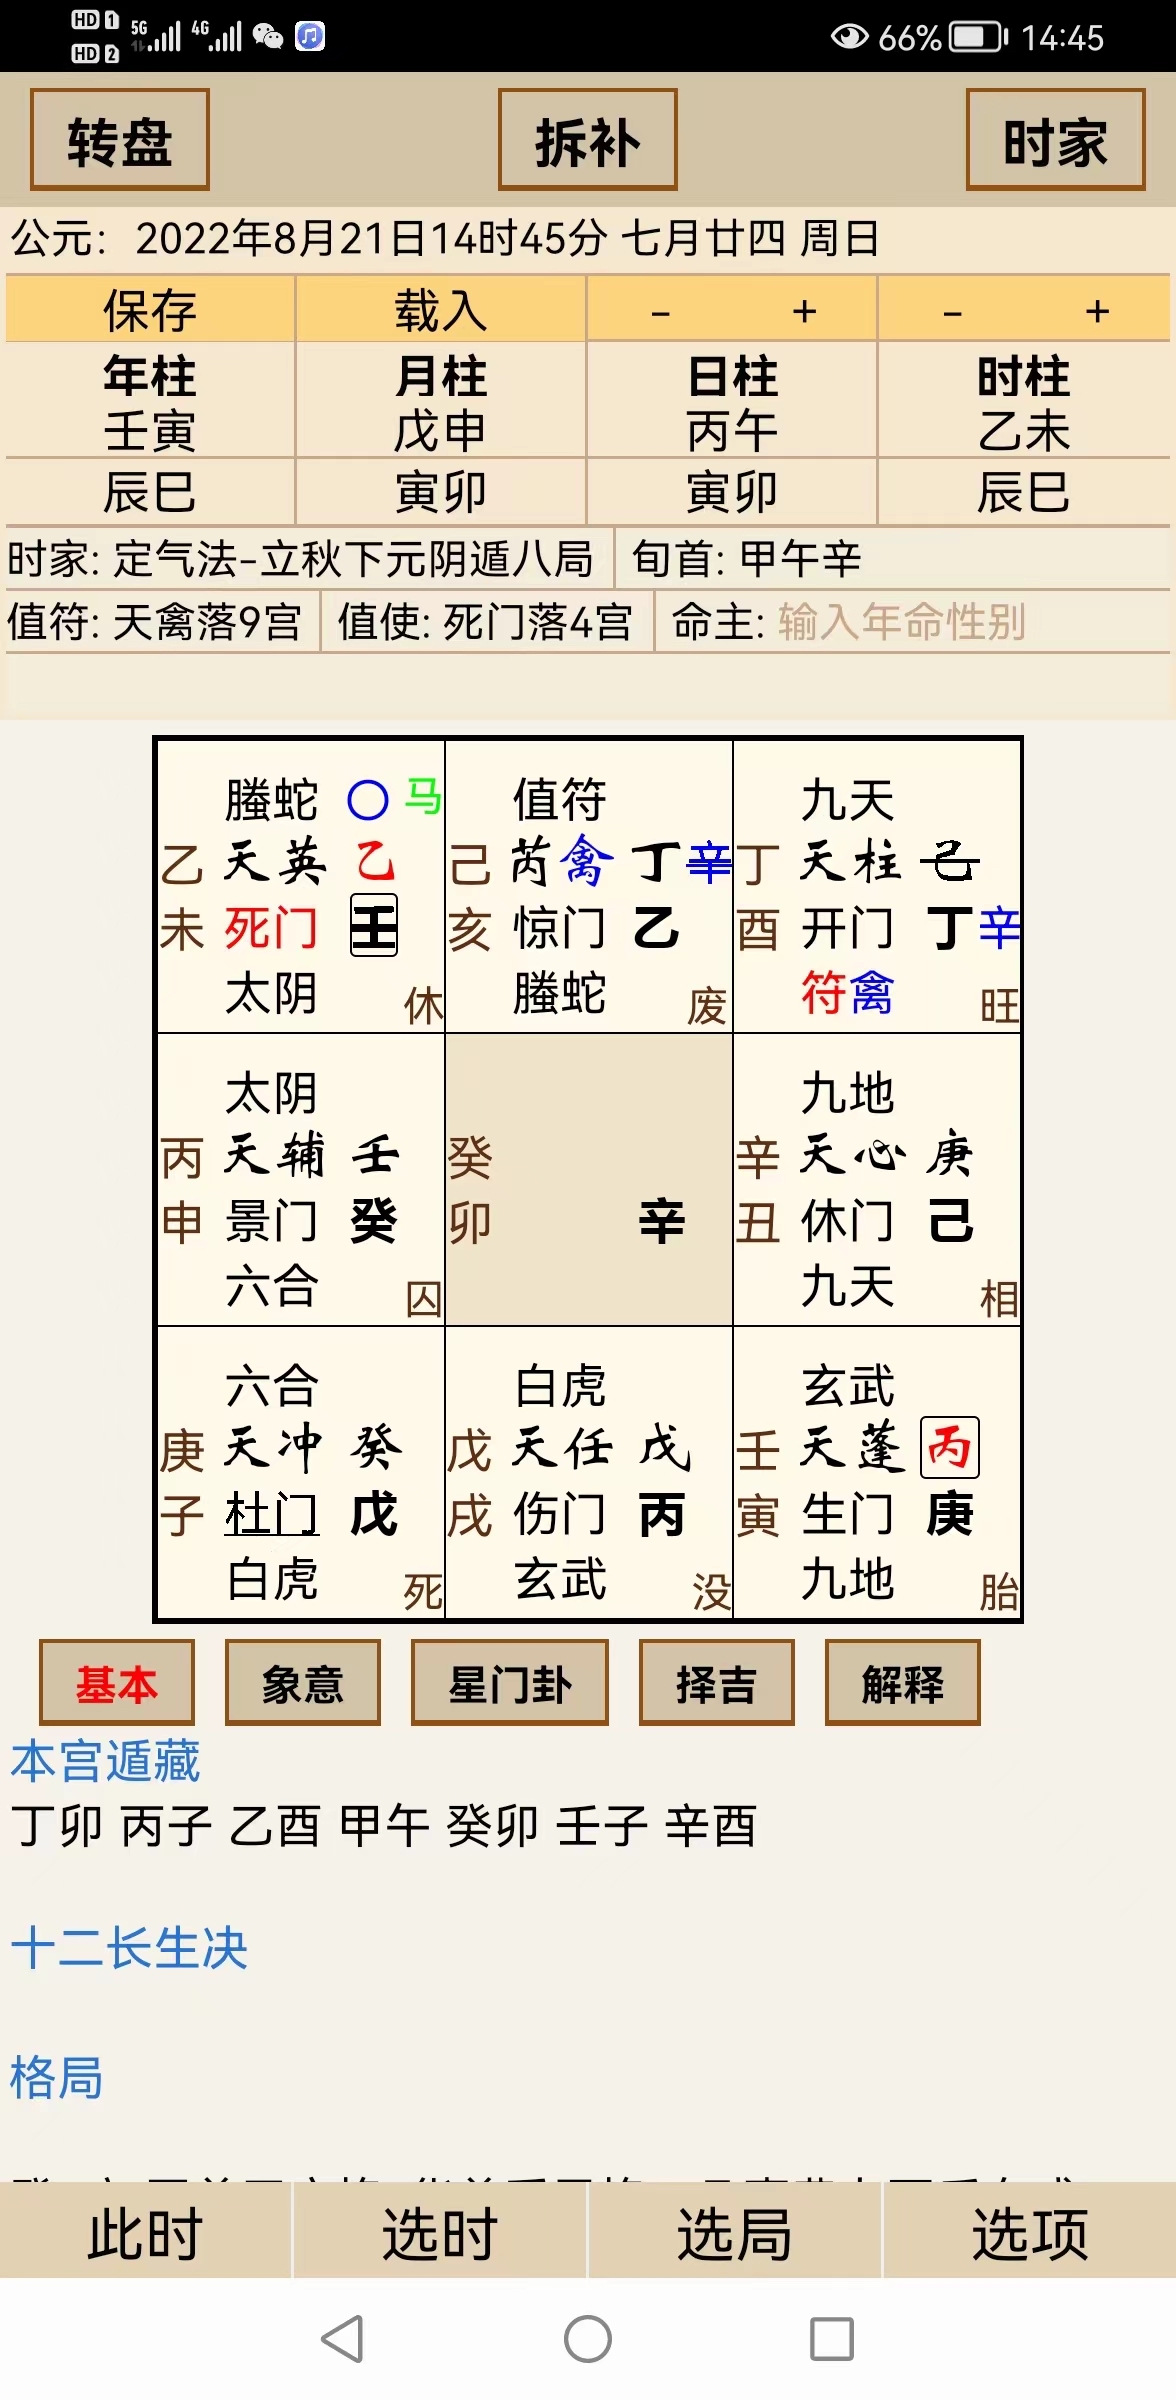 HD 1 5G 4G 66% 14:45
HD 2
转盘 拆补 时家
公元: 2022年8月21日14时45分 七月廿四 周日
保存 载入 - + - +
年柱 月柱 日柱 时柱
壬寅 戊申 丙午 乙未
辰巳 寅卯 寅卯 辰巳
时家: 定气法-立秋下元阴遁八局 旬首: 甲午辛
值符: 天禽落9宫 值使: 死门落4宫 命主: 输入年命性别
螣蛇 〇 马 值符 九天
乙 天英 乙 己 芮禽 丁辛 丁 天柱 己
未 死门 壬 亥 惊门 乙 酉 开门 丁辛
太阴 休 螣蛇 废 符禽 旺
太阴 九地
丙 天辅 壬 癸 辛 天心 庚
申 景门 癸 卯 辛 丑 休门 己
六合 囚 九天 相
六合 白虎 玄武
庚 天冲 癸 戊 天任 戊 壬 天蓬 丙
子 杜门 戊 戌 伤门 丙 寅 生门 庚
白虎 死 玄武 没 九地 胎
基本 象意 星门卦 择吉 解释
本宫遁藏
丁卯 丙子 乙酉 甲午 癸卯 壬子 辛酉
十二长生决
格局
此时 选时 选局 选项